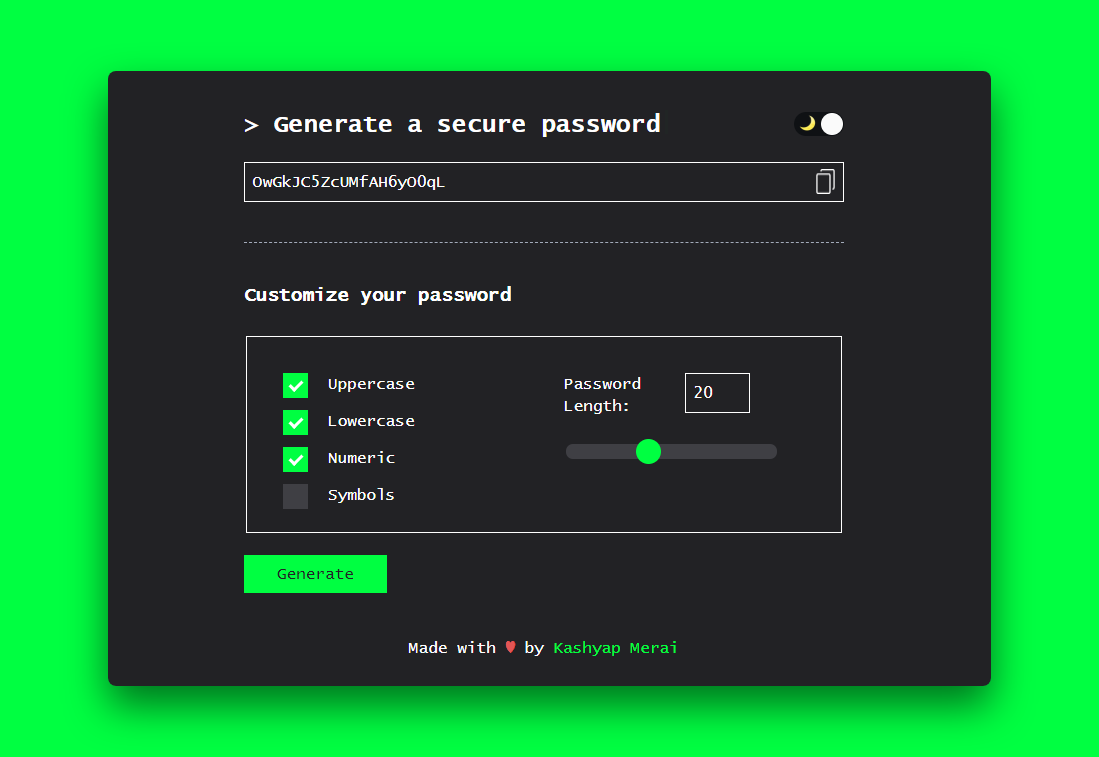 > Generate a secure password
OwGkJC5ZcUMfAH6yO0qL
Customize your password
Uppercase
Lowercase
Numeric
Symbols
Password
Length:
20
Generate
Made with ♥ by Kashyap Merai